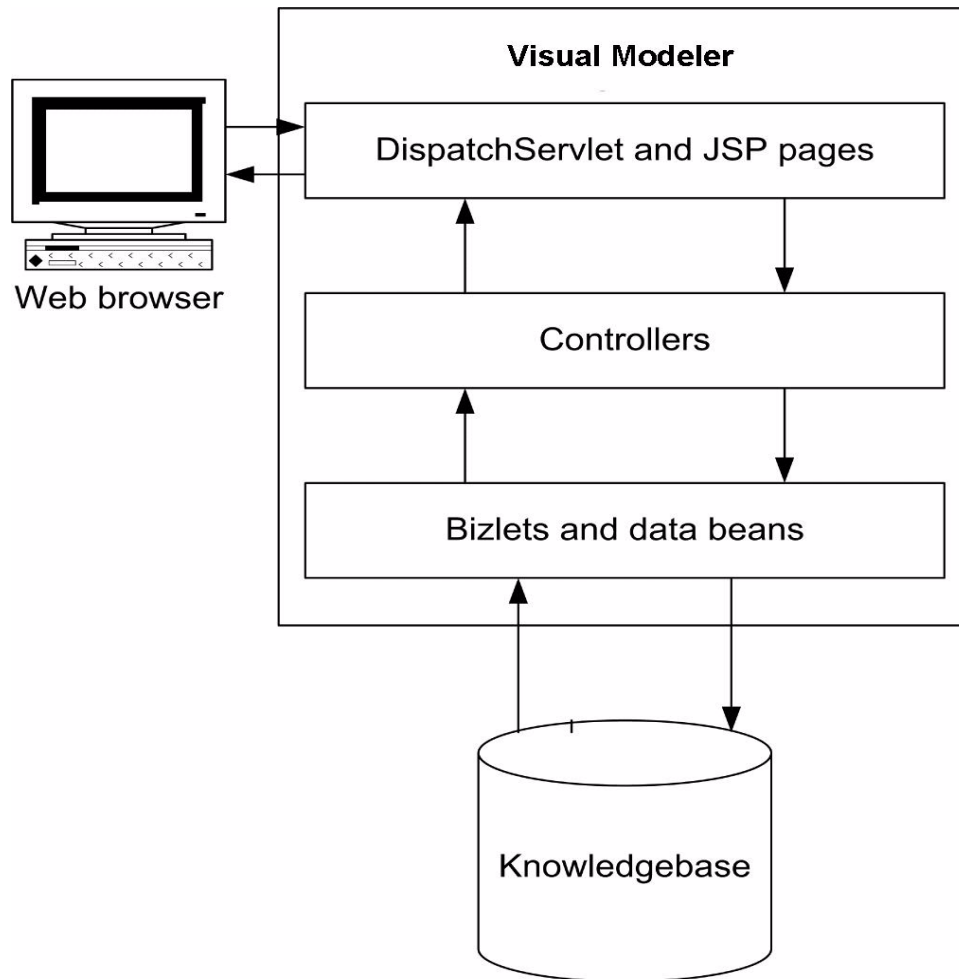 Visual Modeler
DispatchServlet and JSP pages
Web browser
Controllers
Bizlets and data beans
Knowledgebase